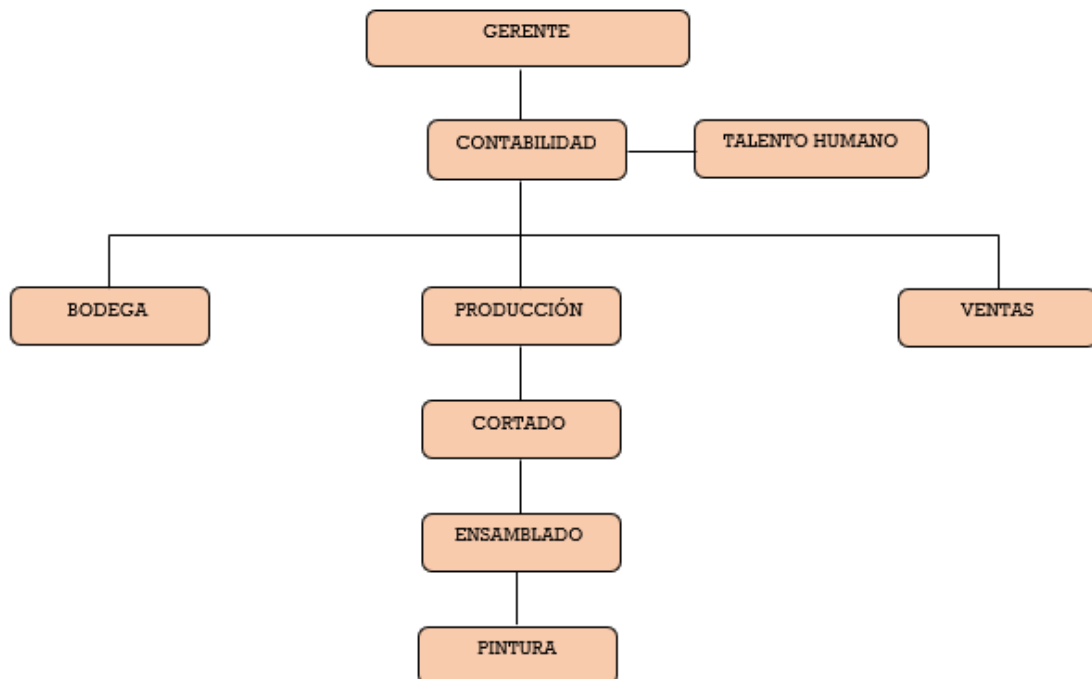 GERENTE
CONTABILIDAD
TALENTO HUMANO
BODEGA
PRODUCCIÓN
VENTAS
CORTADO
ENSAMBLADO
PINTURA